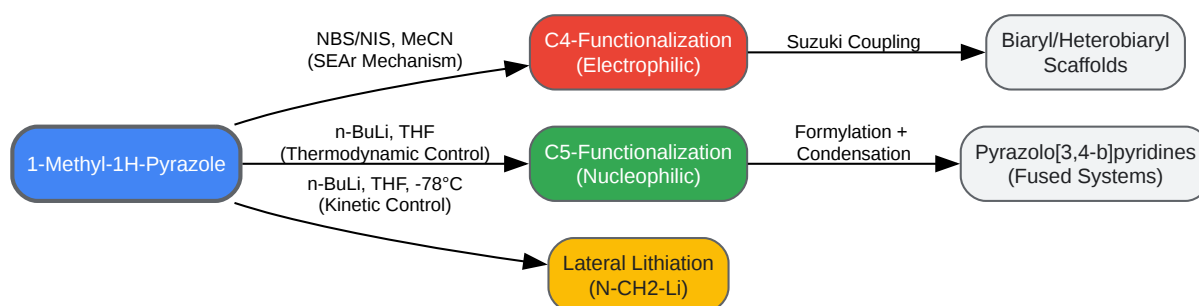 NBS/NIS, MeCN
(SEAr Mechanism)
C4-Functionalization
(Electrophilic)
Suzuki Coupling
Biaryl/Heterobiaryl
Scaffolds
1-Methyl-1H-Pyrazole
n-BuLi, THF
(Thermodynamic Control)
C5-Functionalization
(Nucleophilic)
Formylation +
Condensation
Pyrazolo[3,4-b]pyridines
(Fused Systems)
n-BuLi, THF, -78°C
(Kinetic Control)
Lateral Lithiation
(N-CH2-Li)